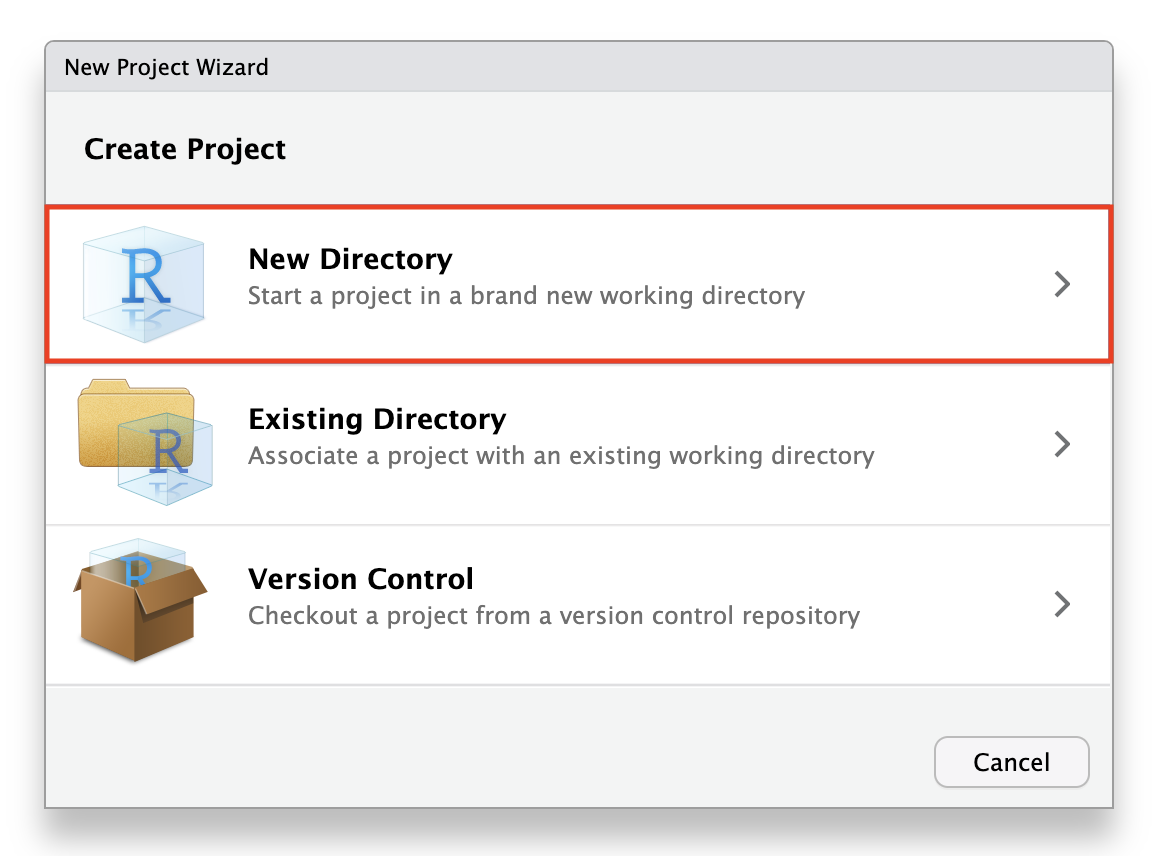 New Project Wizard
Create Project
R
New Directory
Start a project in a brand new working directory
R
Existing Directory
Associate a project with an existing working directory
R
Version Control
Checkout a project from a version control repository
Cancel